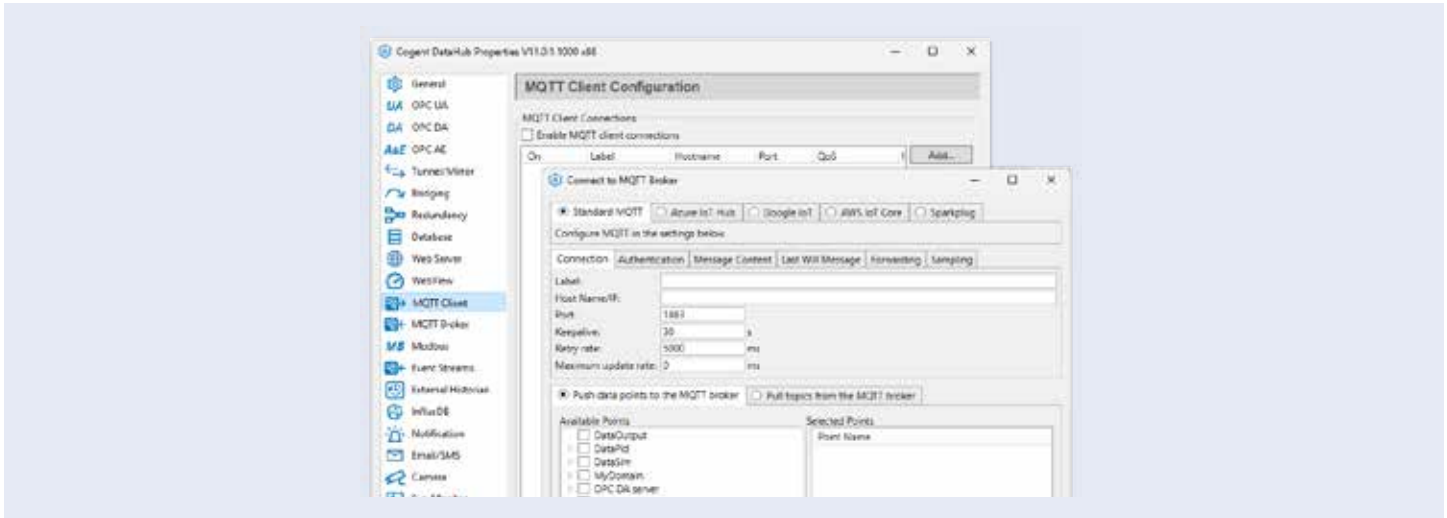 Cogent DataHub Properties V11.0.1 1000 x86
General
MQTT Client Configuration
UA OPC UA
DA OPC DA
MQTT Client Connections
Enable MQTT client connections
A&E OPC AE
On Label Hostname Port QoS Add...
Tunnel/Mirror
Connect to MQTT Broker
Bridging
Redundancy
Standard MQTT Azure IoT Hub Google IoT AWS IoT Core Sparkplug
Database
Configure MQTT in the settings below
Web Server
Connection Authentication Message Content Last Will Message Forwarding Sampling
WebView
Label:
Host Name/IP:
MQTT Client
Port: 1883
MQTT Broker
Keepalive: 30 s
MB Modbus
Retry rate: 5000 ms
Event Streams
Maximum update rate: 0 ms
External Historian
Push data points to the MQTT broker Pull topics from the MQTT broker
InfluxDB
Available Points Selected Points
Notification
DataOutput Point Name
DataPid
Email/SMS
DataSim
Camera
MyDomain
OPC DA server